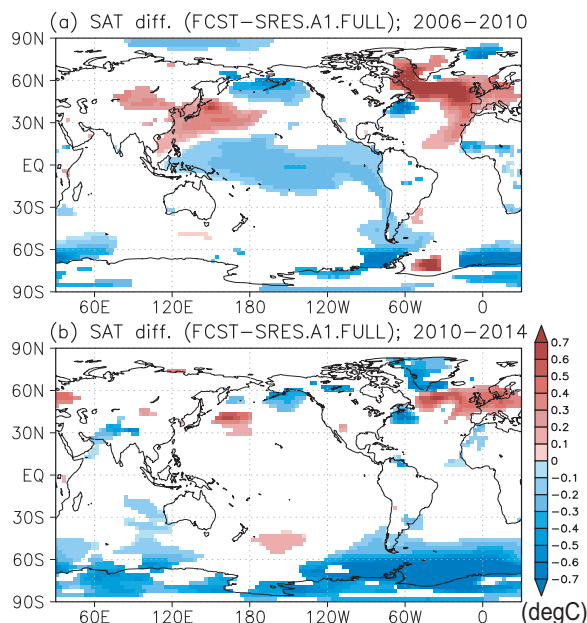 (a) SAT diff. (FCST-SRES.A1.FULL); 2006-2010
90N
60N
30N
EQ
30S
60S
90S
60E 120E 180 120W 60W 0
(b) SAT diff. (FCST-SRES.A1.FULL); 2010-2014
90N
60N
30N
EQ
30S
60S
90S
60E 120E 180 120W 60W 0
0.7
0.6
0.5
0.4
0.3
0.2
0.1
0
-0.1
-0.2
-0.3
-0.4
-0.5
-0.6
-0.7
(degC)